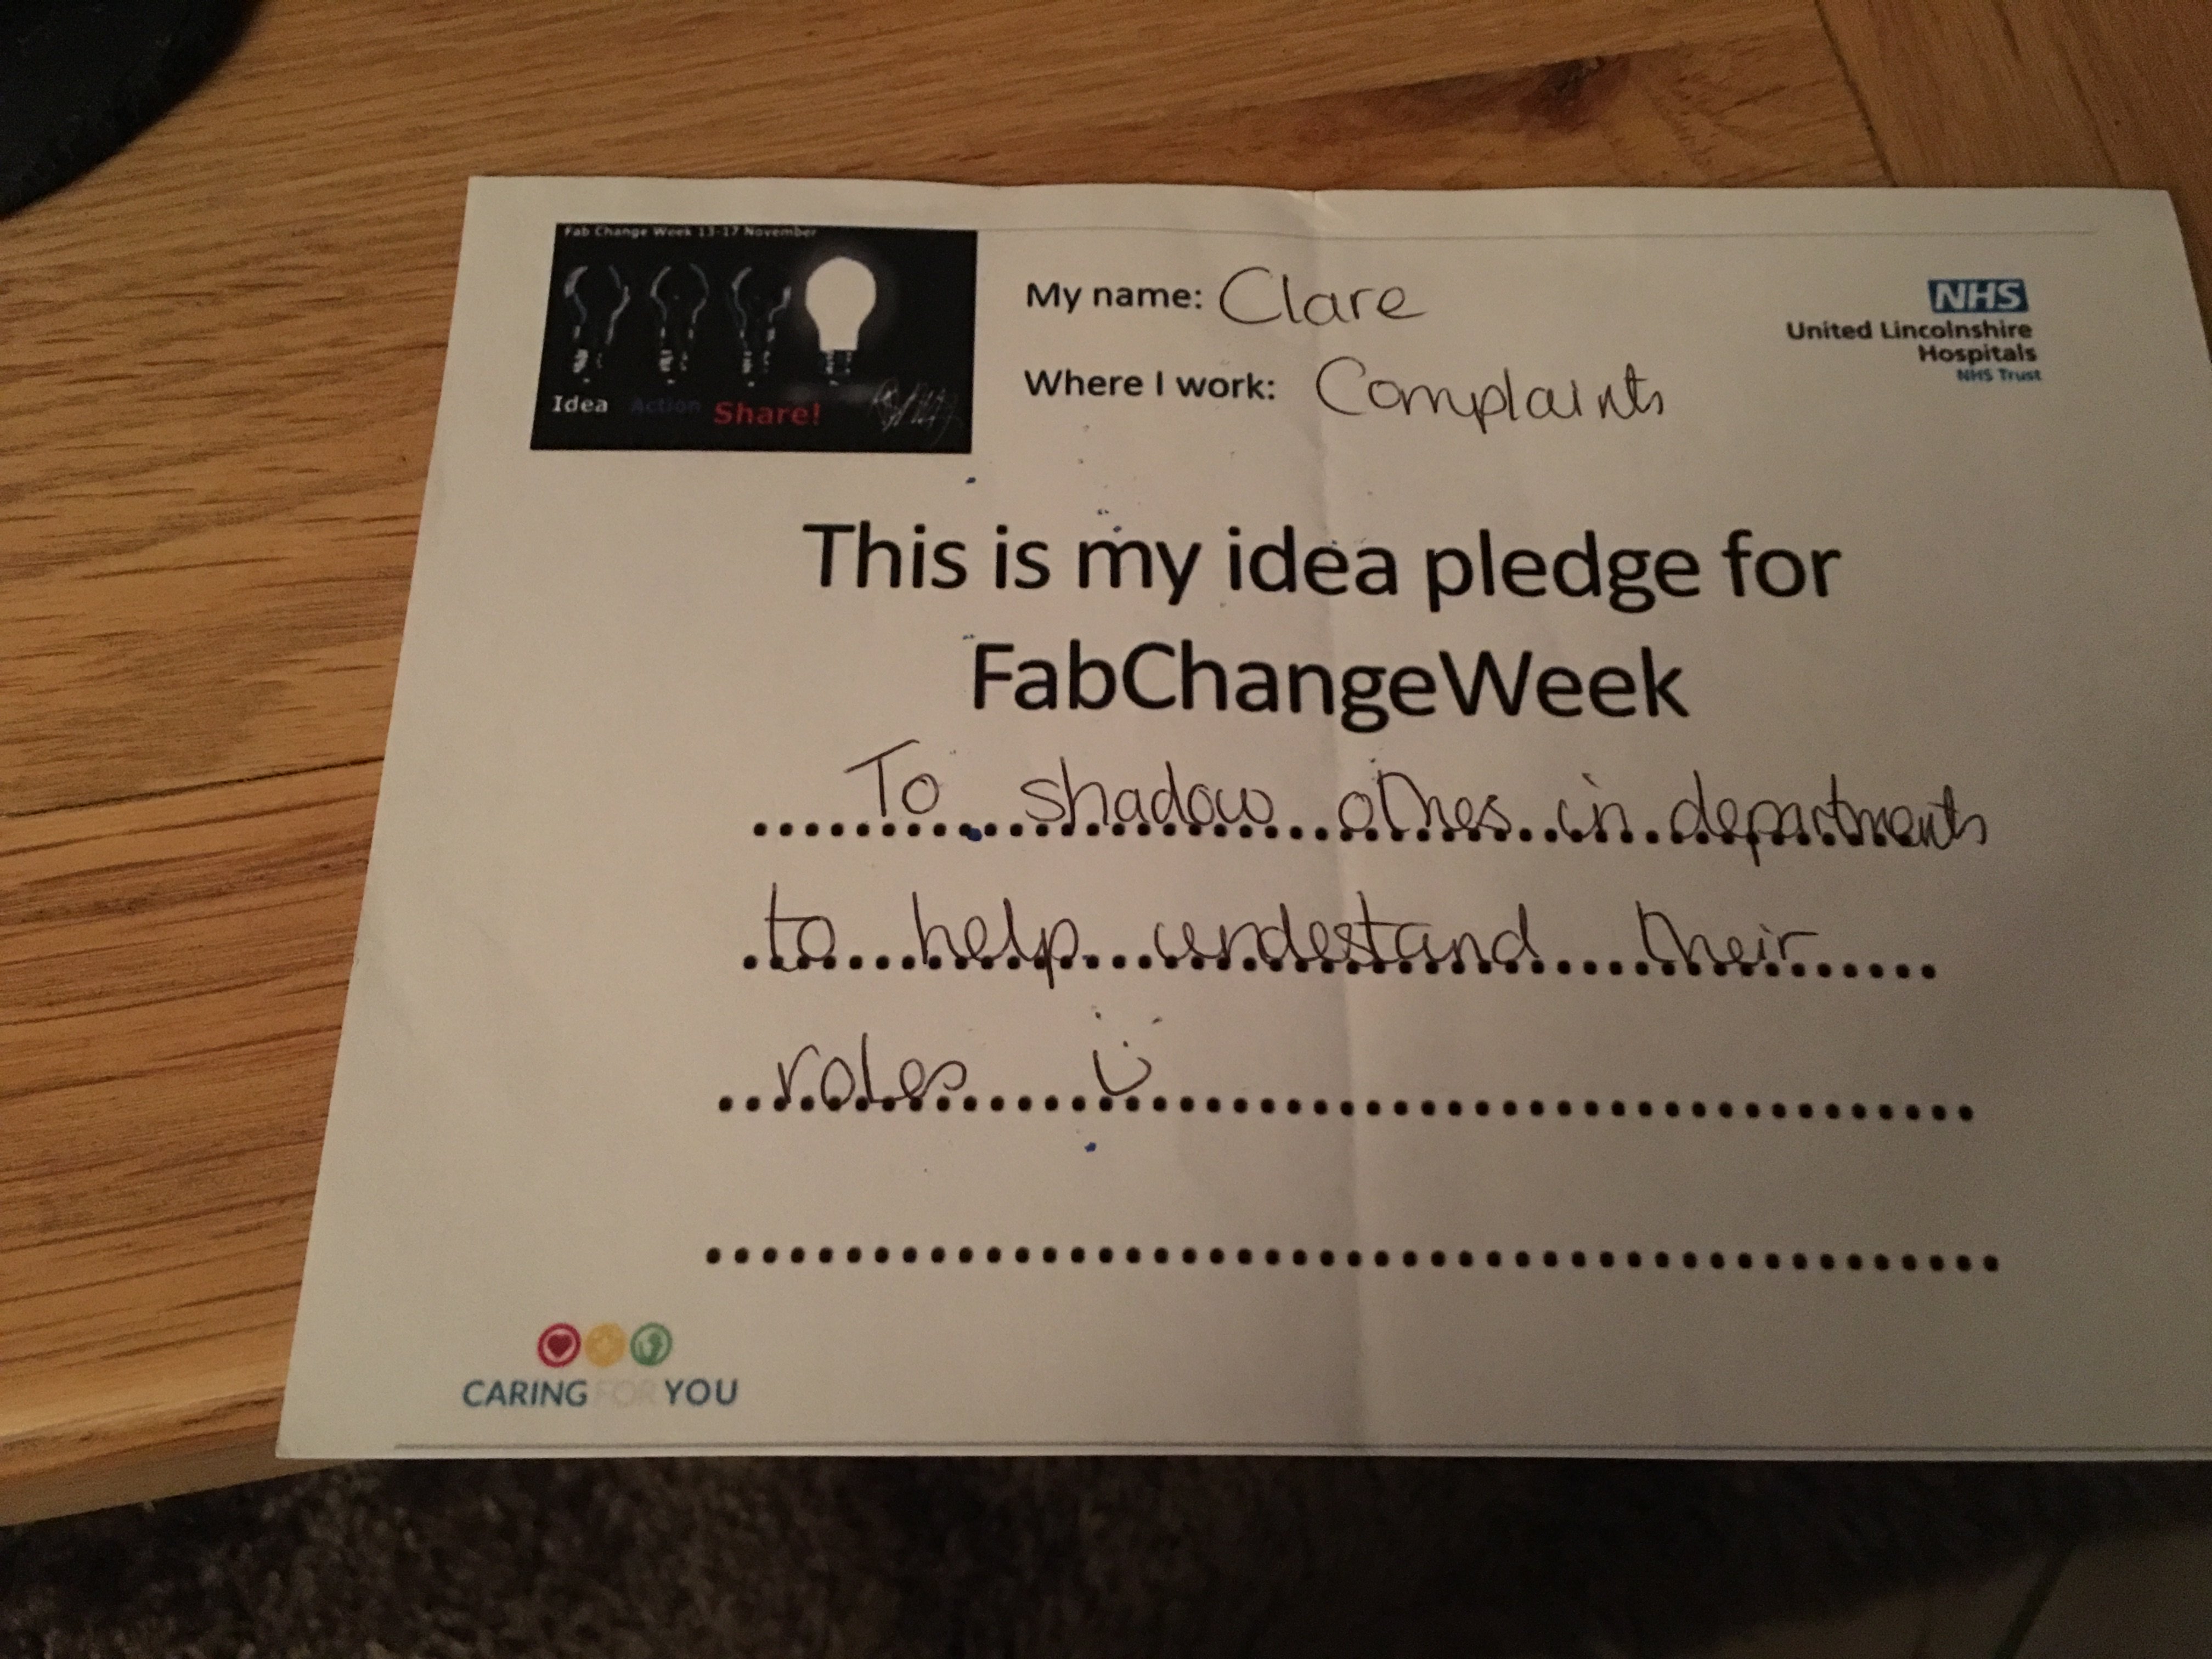 Fab Change Week 13-17 November
Idea Action Share!
My name: Clare
Where I work: Complaints
NHS
United Lincolnshire
Hospitals
NHS Trust
This is my idea pledge for
FabChangeWeek
To shadow others in departments
to help understand their
roles
CARING FOR YOU